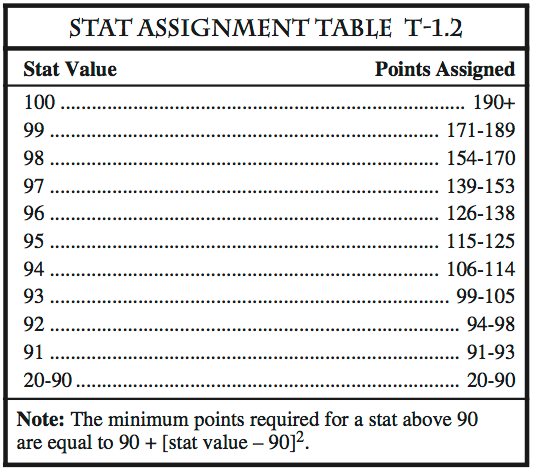 STAT ASSIGNMENT TABLE T-1.2
Stat Value Points Assigned
100 ........................................................................ 190+
99 .................................................................... 171-189
98 .................................................................... 154-170
97 .................................................................... 139-153
96 .................................................................... 126-138
95 .................................................................... 115-125
94 .................................................................... 106-114
93 ...................................................................... 99-105
92 ........................................................................ 94-98
91 ........................................................................ 91-93
20-90 ................................................................... 20-90
Note: The minimum points required for a stat above 90
are equal to 90 + [stat value – 90]².